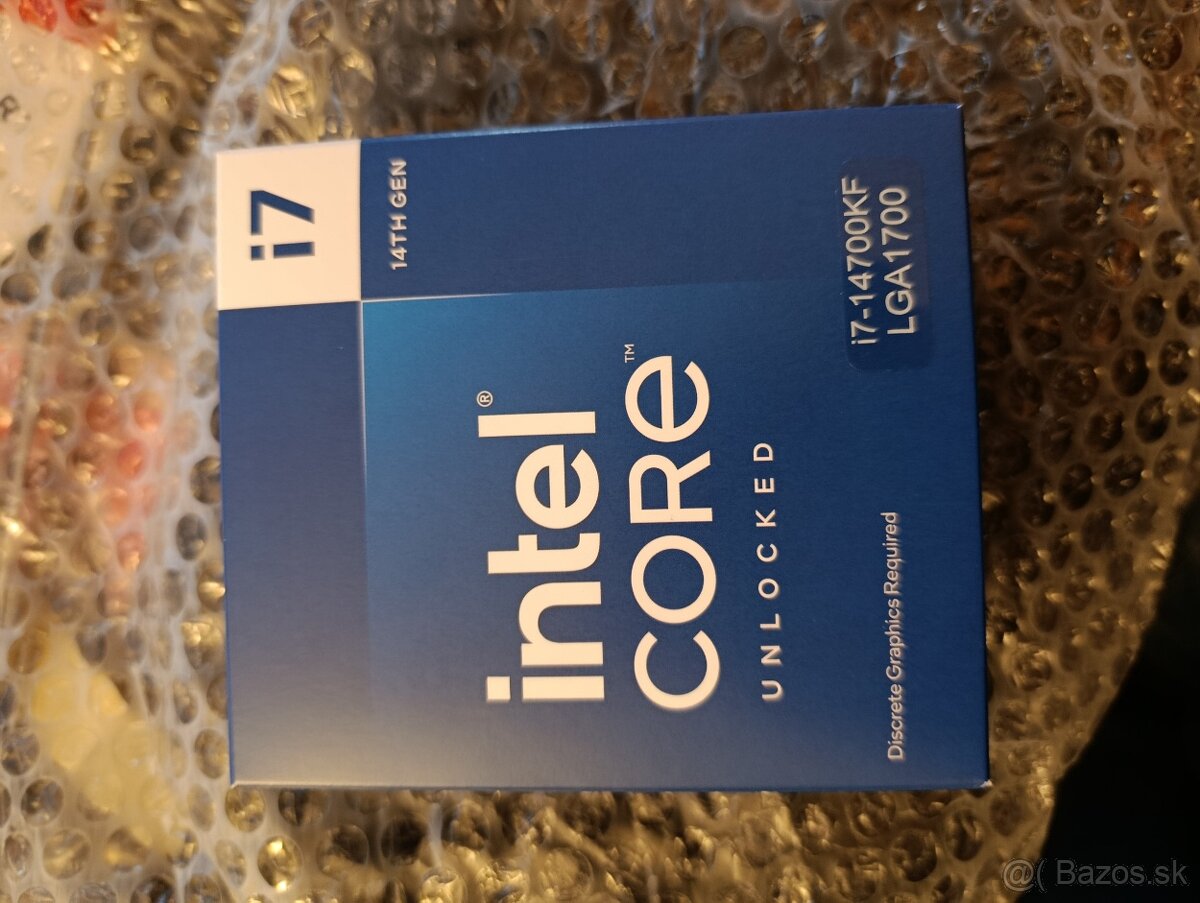 i7
14TH GEN
intel®
CORE™
UNLOCKED
Discrete Graphics Required
i7-14700KF
LGA1700
R
@( Bazos.sk